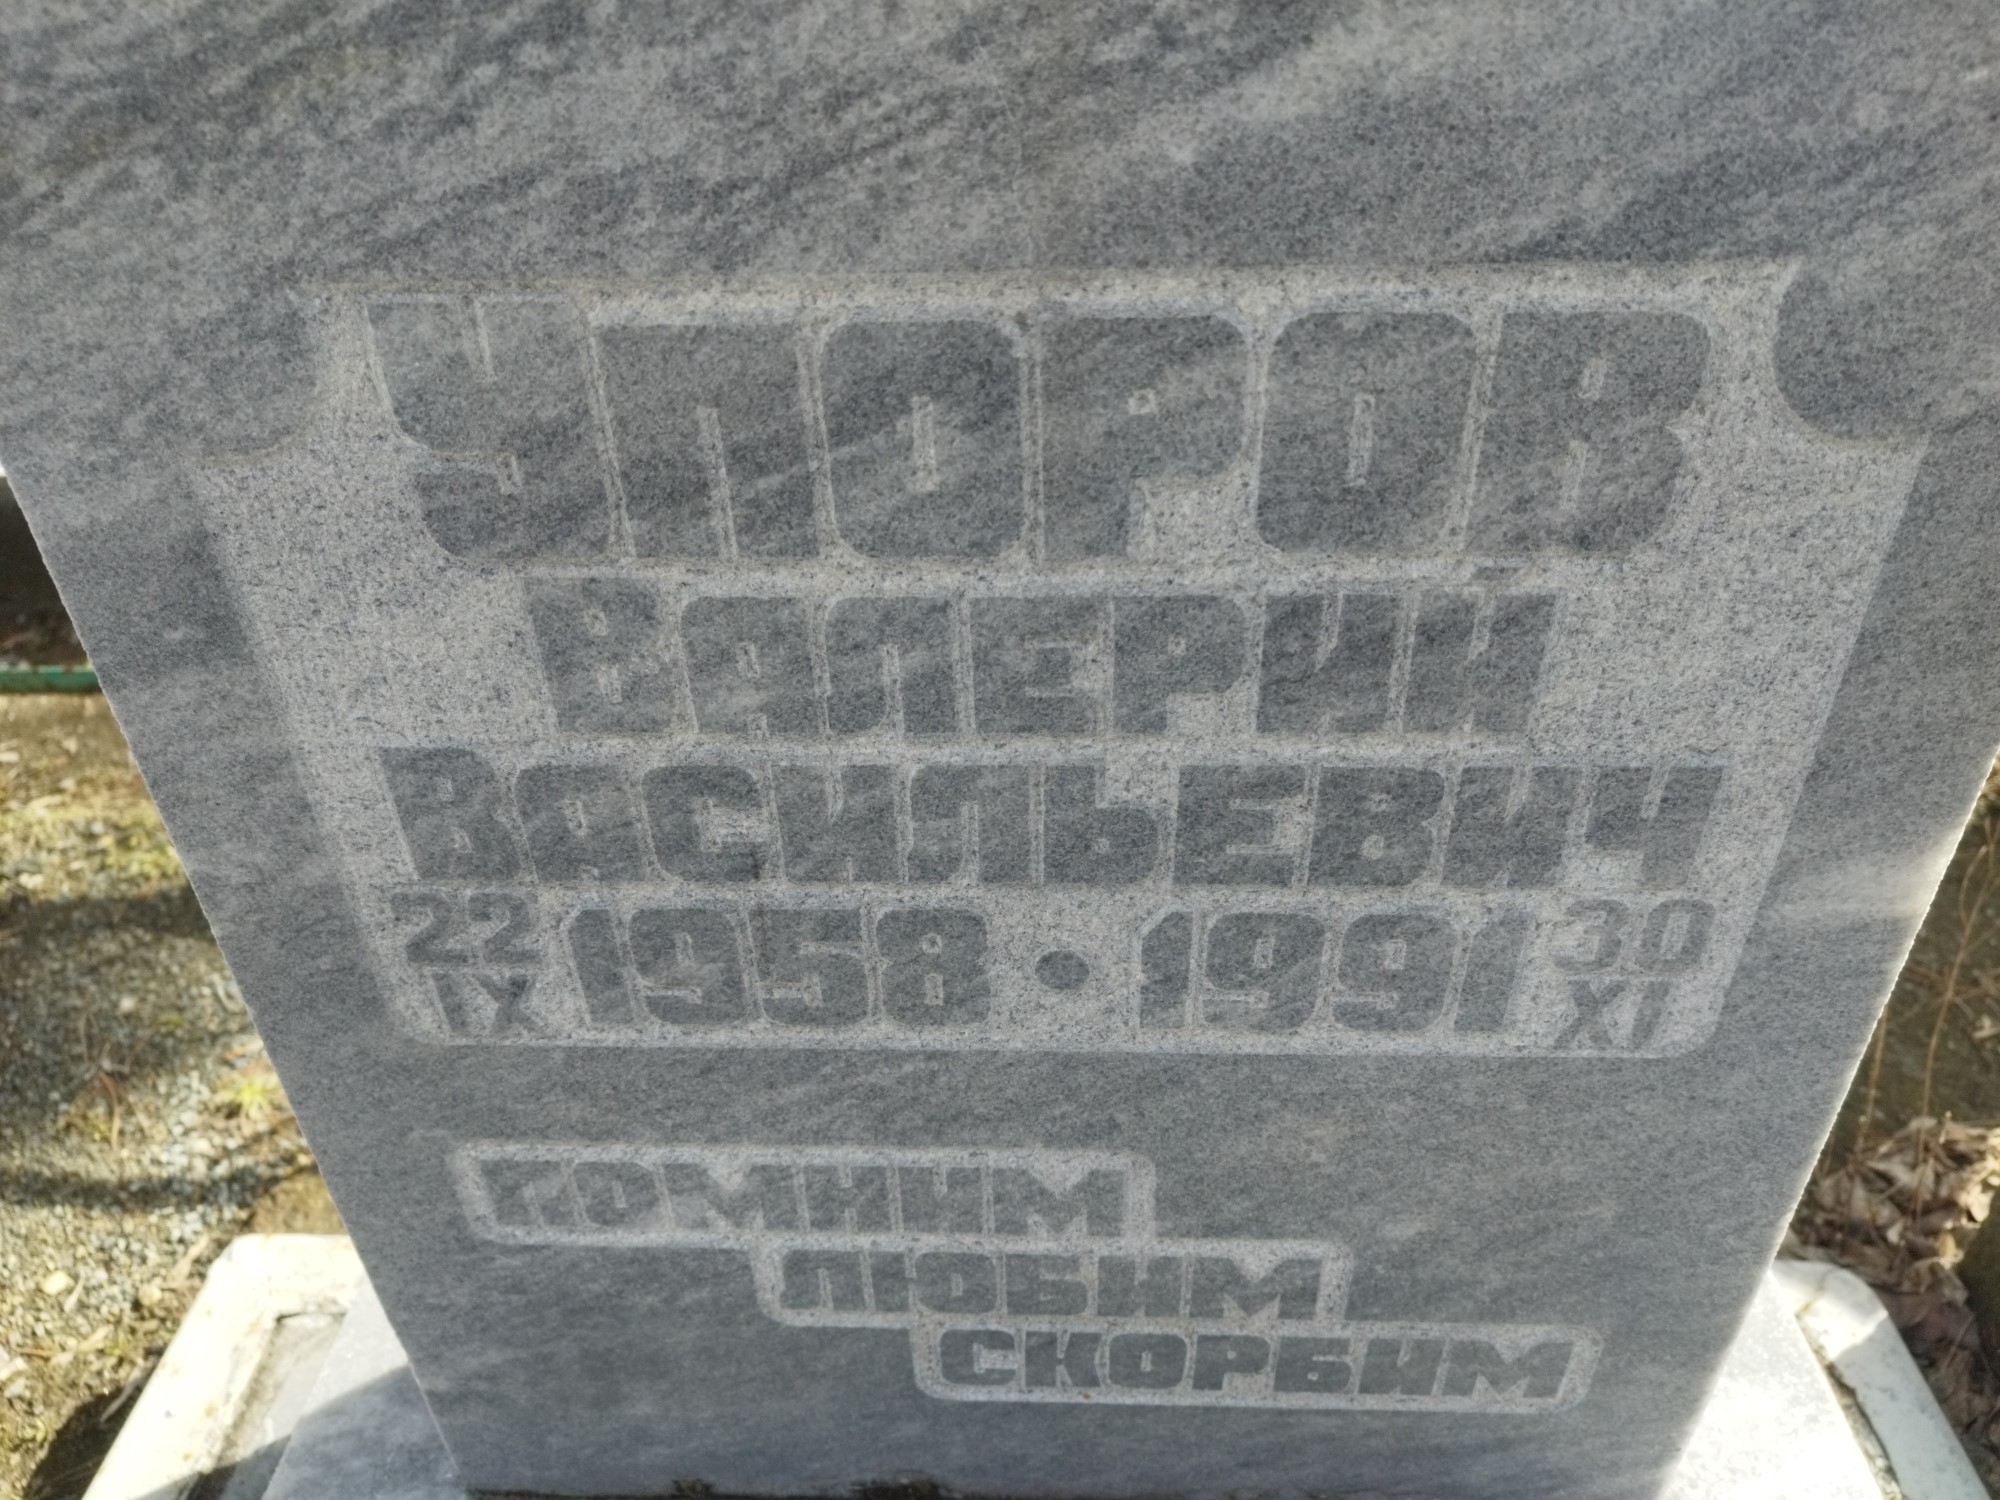 УПОРОВ
ВАЛЕРИЙ
ВАСИЛЬЕВИЧ
22 IX 1958 • 1991 30 XI
ПОМНИМ
ЛЮБИМ
СКОРБИМ